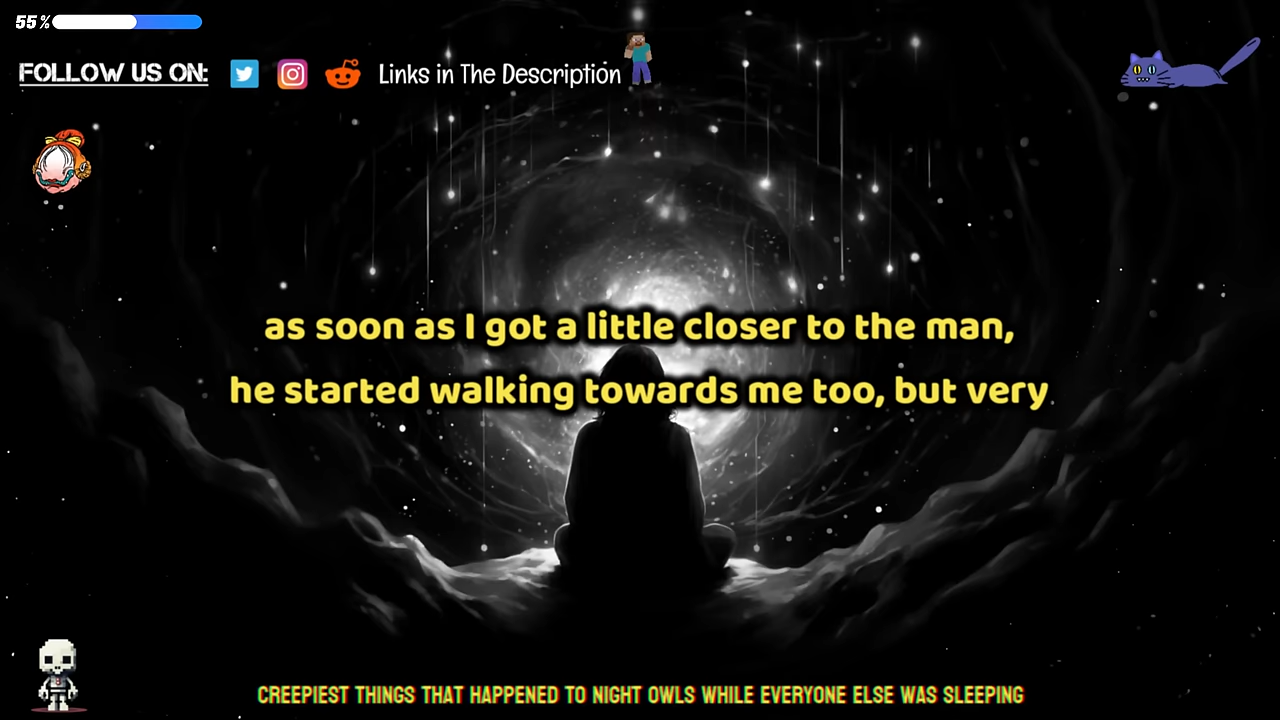 55%
FOLLOW US ON: Links in The Description
as soon as I got a little closer to the man,
he started walking towards me too, but very
CREEPIEST THINGS THAT HAPPENED TO NIGHT OWLS WHILE EVERYONE ELSE WAS SLEEPING